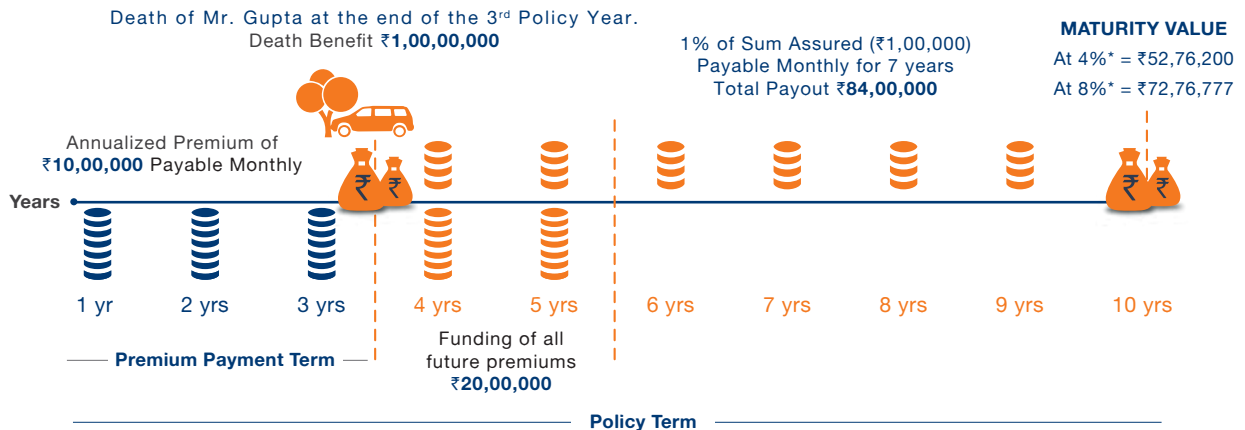 Death of Mr. Gupta at the end of the 3rd Policy Year.
Death Benefit ₹1,00,00,000
1% of Sum Assured (₹1,00,000)
Payable Monthly for 7 years
Total Payout ₹84,00,000
MATURITY VALUE
At 4%* = ₹52,76,200
At 8%* = ₹72,76,777
Annualized Premium of
₹10,00,000 Payable Monthly
₹ ₹
₹ ₹
Years
1 yr 2 yrs 3 yrs 4 yrs 5 yrs 6 yrs 7 yrs 8 yrs 9 yrs 10 yrs
Premium Payment Term
Funding of all
future premiums
₹20,00,000
Policy Term